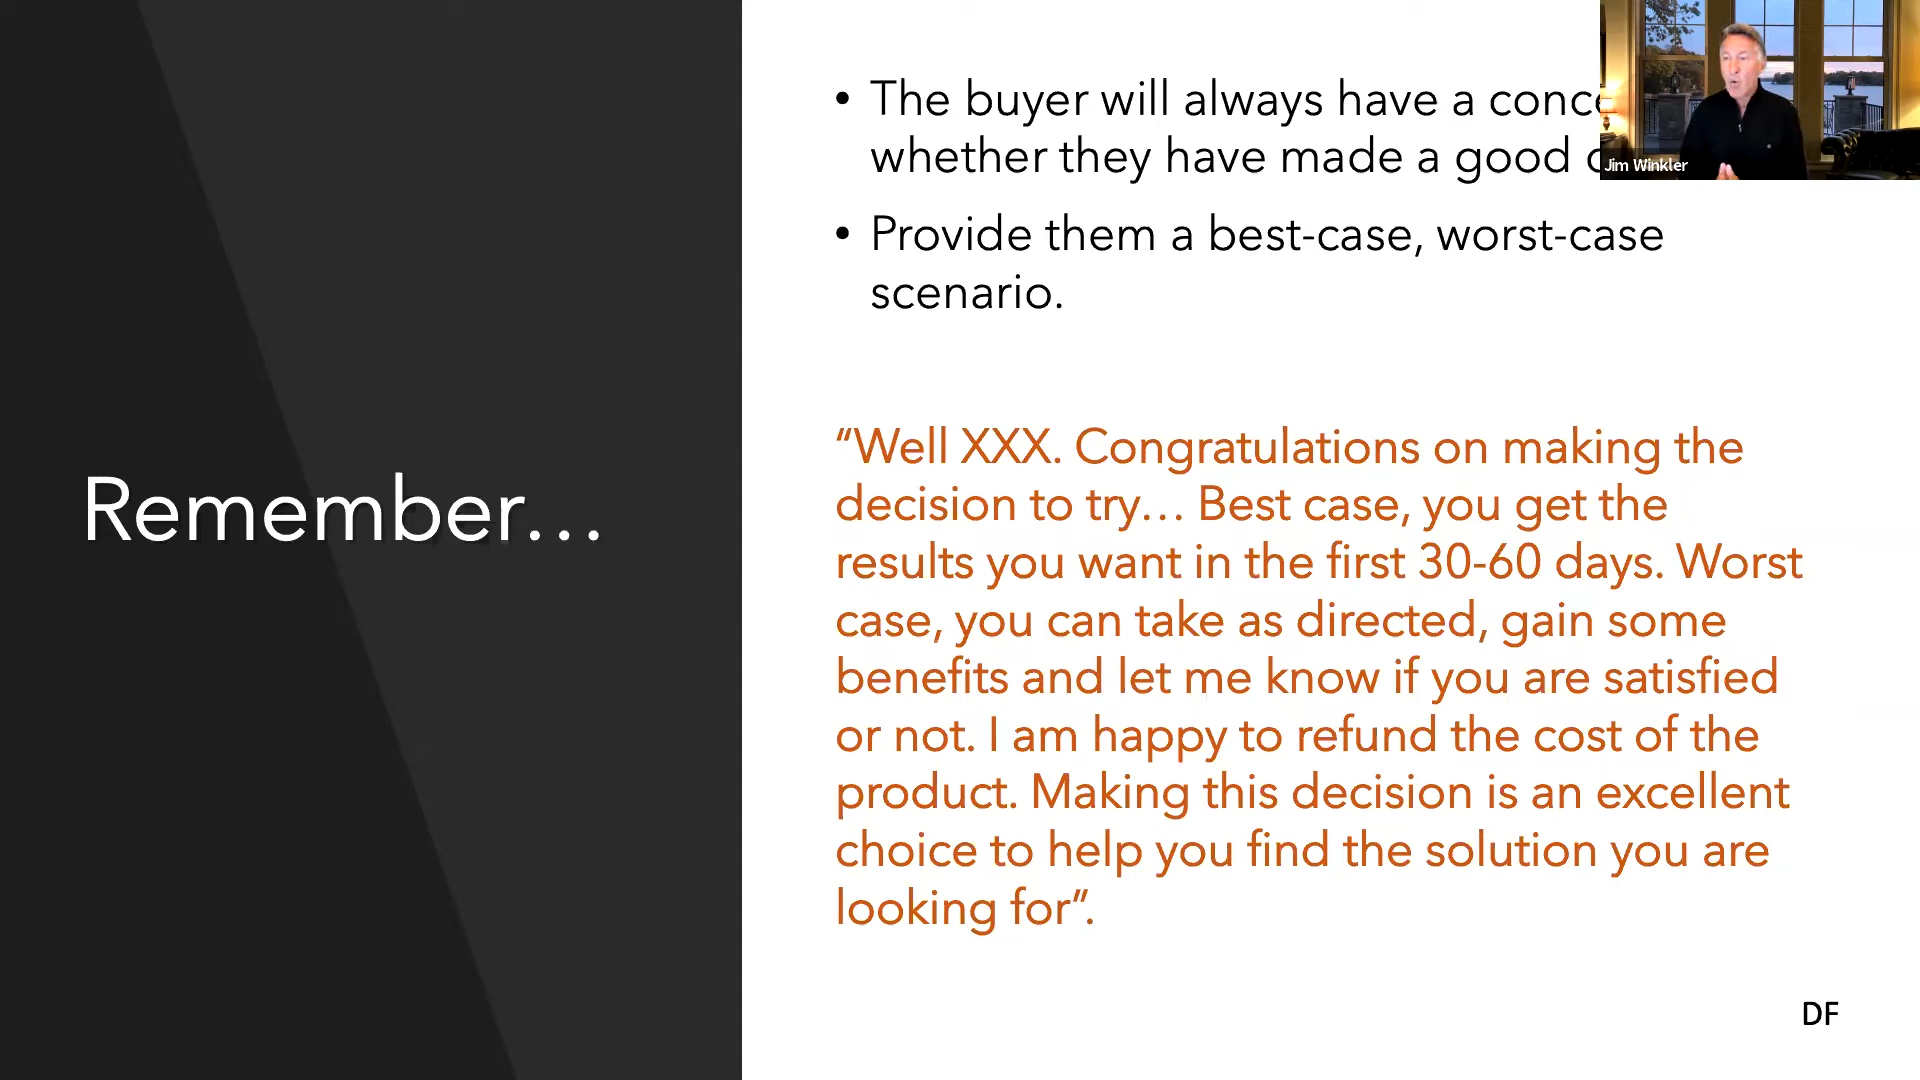 Remember...
• The buyer will always have a
whether they have made a good
• Provide them a best-case, worst-case
scenario.
“Well XXX. Congratulations on making the
decision to try... Best case, you get the
results you want in the first 30-60 days. Worst
case, you can take as directed, gain some
benefits and let me know if you are satisfied
or not. I am happy to refund the cost of the
product. Making this decision is an excellent
choice to help you find the solution you are
looking for”.
Jim Winkler
DF